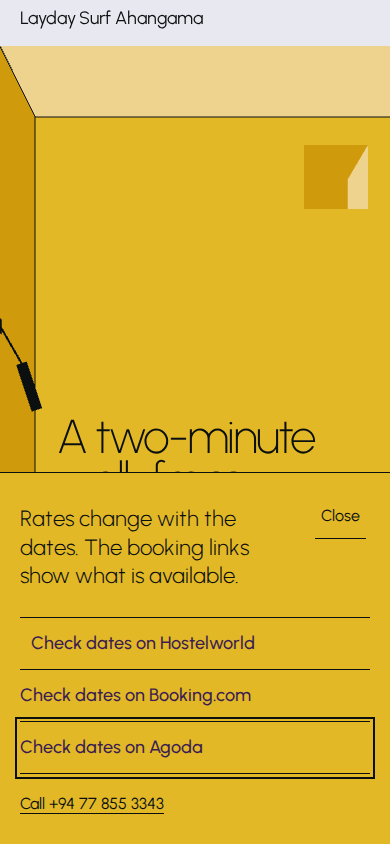 Layday Surf Ahangama
A two-minute
Rates change with the
dates. The booking links
show what is available.
Close
Check dates on Hostelworld
Check dates on Booking.com
Check dates on Agoda
Call +94 77 855 3343